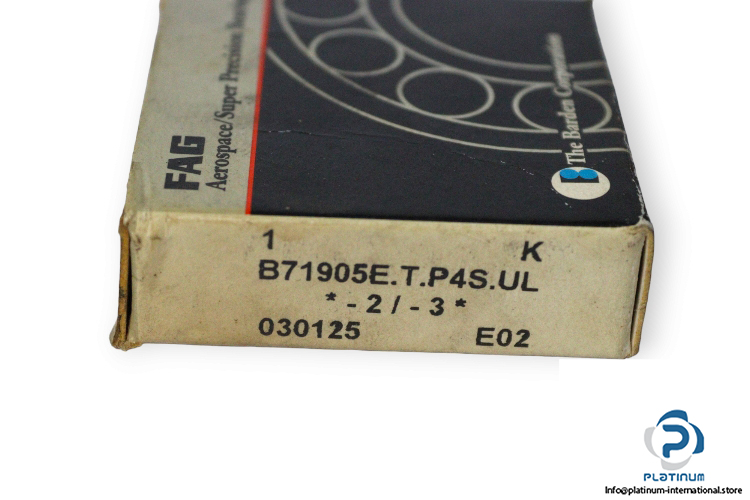 FAG
Aerospace/Super Precision
The Barden Corporation
1 K
B71905E.T.P4S.UL
* - 2 / - 3 *
030125 E02
PLATINUM
Info@platinum-international.store